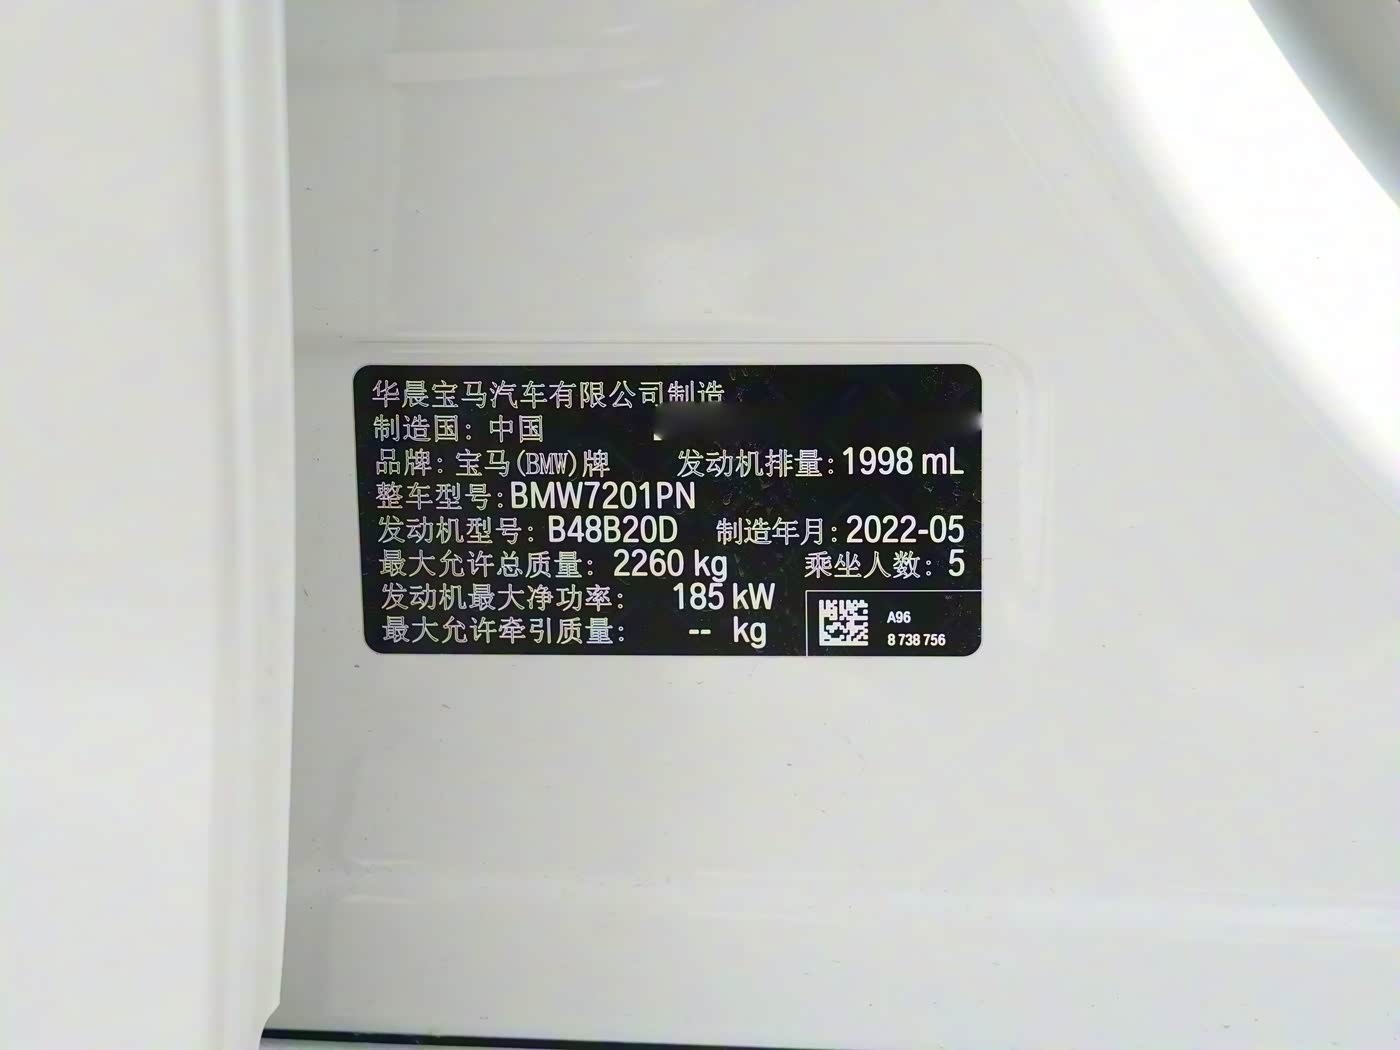 华晨宝马汽车有限公司制造
制造国：中国
品牌：宝马(BMW)牌 发动机排量：1998 mL
整车型号：BMW7201PN
发动机型号：B48B20D 制造年月：2022-05
最大允许总质量：2260 kg 乘坐人数：5
发动机最大净功率：185 kW
最大允许牵引质量：-- kg
A96
8 738 756